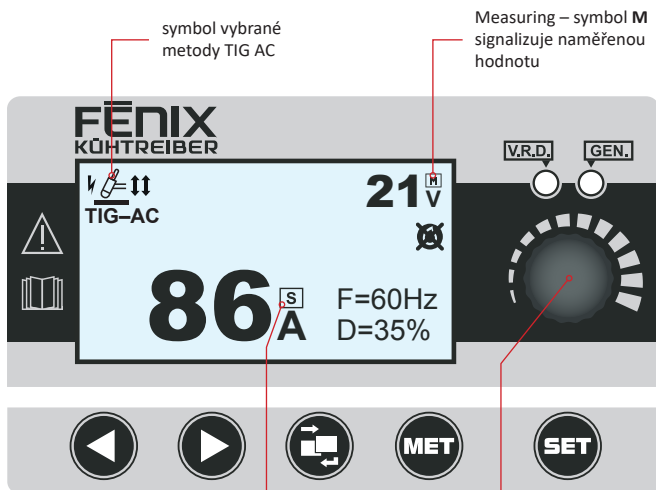 symbol vybrané
metody TIG AC
Measuring – symbol M
signalizuje naměřenou
hodnotu
FĒNIX
KÜHTREIBER
V.R.D.
GEN.
TIG–AC
21 M
V
86 S
A
F=60Hz
D=35%
MET
SET